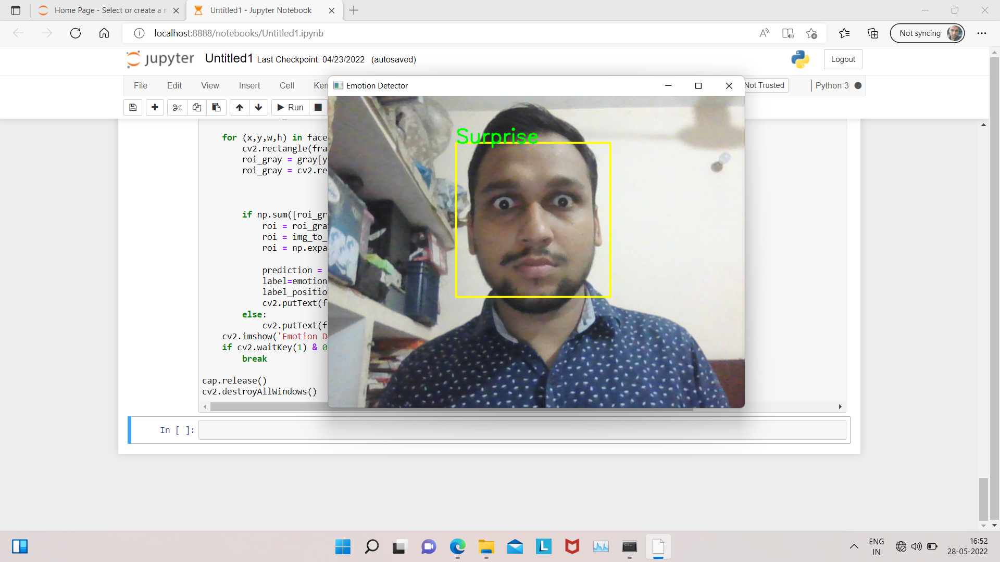 Home Page - Select or create a n
Untitled1 - Jupyter Notebook
localhost:8888/notebooks/Untitled1.ipynb
Not syncing
jupyter Untitled1 Last Checkpoint: 04/23/2022 (autosaved)
Logout
File Edit View Insert Cell Kern
Not Trusted
Python 3
Run
Emotion Detector
Surprise
for (x,y,w,h) in face
cv2.rectangle(fra
roi_gray = gray[y
roi_gray = cv2.re
if np.sum([roi_gr
roi = roi_gra
roi = img_to_
roi = np.expa
prediction =
label=emotion_
label_positio
cv2.putText(f
else:
cv2.putText(f
cv2.imshow('Emotion D
if cv2.waitKey(1) & 0
break
cap.release()
cv2.destroyAllWindows()
In [ ]:
ENG
IN
16:52
28-05-2022